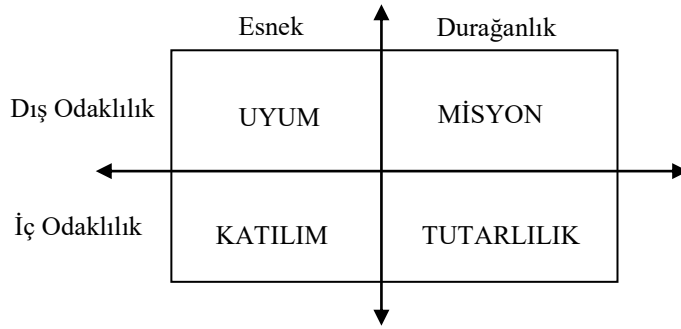 Esnek Durağanlık
Dış Odaklılık UYUM MİSYON
İç Odaklılık KATILIM TUTARLILIK